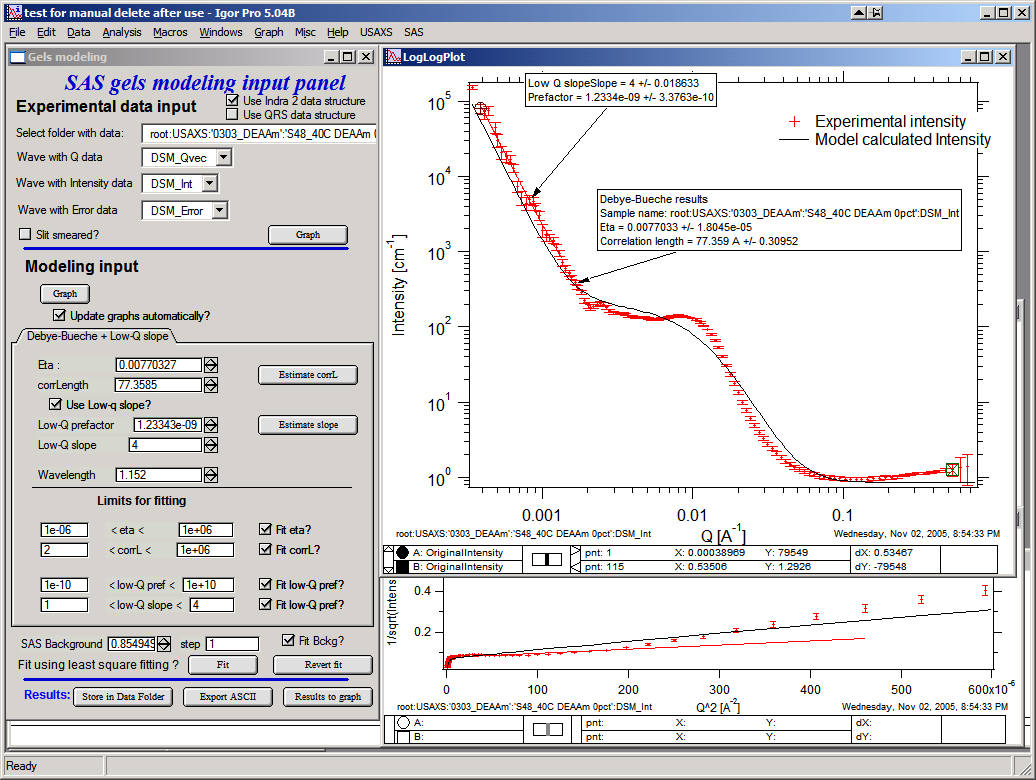 test for manual delete after use - Igor Pro 5.04B
File Edit Data Analysis Macros Windows Graph Misc Help USAXS SAS
Gels modeling
SAS gels modeling input panel
Experimental data input
Use Indra 2 data structure
Use QRS data structure
Select folder with data: root:USAXS:'0303_DEAAm':'S48_40C DEAAm 0
Wave with Q data DSM_Qvec
Wave with Intensity data DSM_Int
Wave with Error data DSM_Error
Slit smeared? Graph
Modeling input
Graph
Update graphs automatically?
Debye-Bueche + Low-Q slope
Eta : 0.00770327
corrLength 77.3585 Estimate corrL
Use Low-q slope?
Low-Q prefactor 1.23343e-09 Estimate slope
Low-Q slope 4
Wavelength 1.152
Limits for fitting
1e-06 < eta < 1e+06 Fit eta?
2 < corrL < 1e+06 Fit corrL?
1e-10 < low-Q pref < 1e+10 Fit low-Q pref?
1 < low-Q slope < 4 Fit low-Q pref?
SAS Background 0.854949 step 1 Fit Bckg?
Fit using least square fitting ? Fit Revert fit
Results: Store in Data Folder Export ASCII Results to graph
LogLogPlot
Low Q slopeSlope = 4 +/- 0.018633
Prefactor = 1.2334e-09 +/- 3.3763e-10
Experimental intensity
Model calculated Intensity
Debye-Bueche results
Sample name: root:USAXS:'0303_DEAAm':'S48_40C DEAAm 0pct':DSM_Int
Eta = 0.0077033 +/- 1.8045e-05
Correlation length = 77.359 A +/- 0.30952
Intensity [cm⁻¹]
10⁵
10⁴
10³
10²
10¹
10⁰
0.001 0.01 0.1
Q [A⁻¹]
root:USAXS:'0303_DEAAm':'S48_40C DEAAm 0pct':DSM_Int Wednesday, Nov 02, 2005, 8:54:33 PM
A: OriginalIntensity pnt: 1 X: 0.00038969 Y: 79549 dX: 0.53467
B: OriginalIntensity pnt: 115 X: 0.53506 Y: 1.2926 dY: -79548
1/sqrt(Intens
0.4
0.2
0 100 200 300 400 500 600x10⁻⁶
Q^2 [A⁻²]
root:USAXS:'0303_DEAAm':'S48_40C DEAAm 0pct':DSM_Int Wednesday, Nov 02, 2005, 8:54:33 PM
A: pnt: X: Y: dX:
B: pnt: X: Y: dY:
Ready